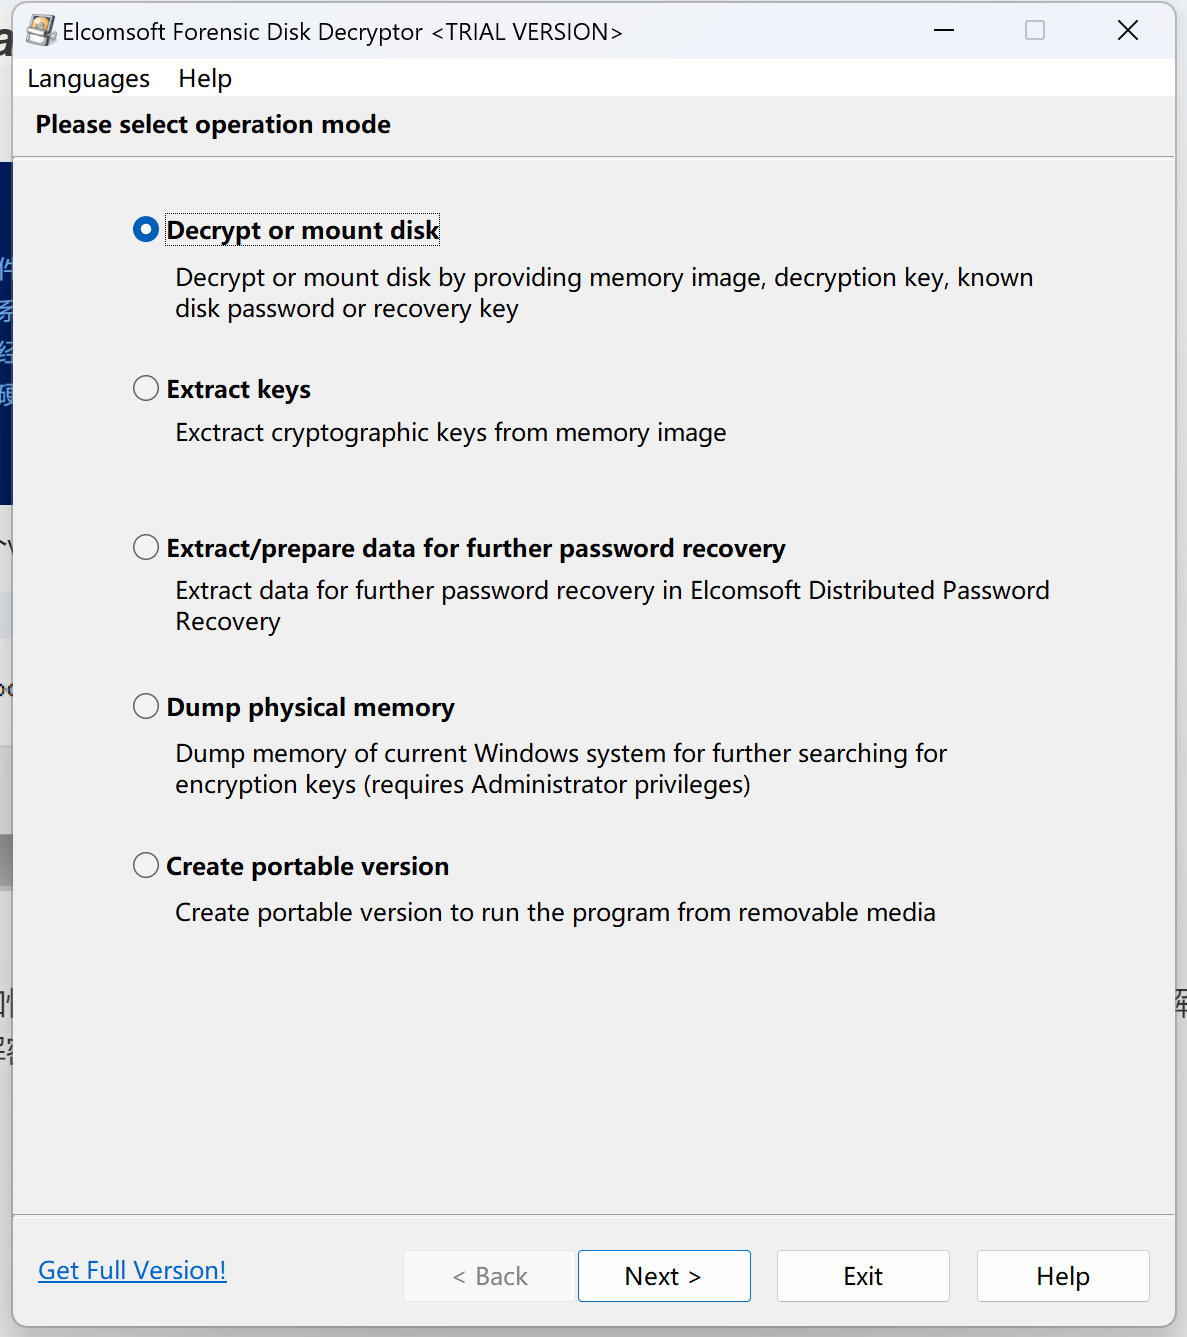 Elcomsoft Forensic Disk Decryptor <TRIAL VERSION>
Languages Help
Please select operation mode
Decrypt or mount disk
Decrypt or mount disk by providing memory image, decryption key, known
disk password or recovery key
Extract keys
Exctract cryptographic keys from memory image
Extract/prepare data for further password recovery
Extract data for further password recovery in Elcomsoft Distributed Password
Recovery
Dump physical memory
Dump memory of current Windows system for further searching for
encryption keys (requires Administrator privileges)
Create portable version
Create portable version to run the program from removable media
Get Full Version!
< Back
Next >
Exit
Help